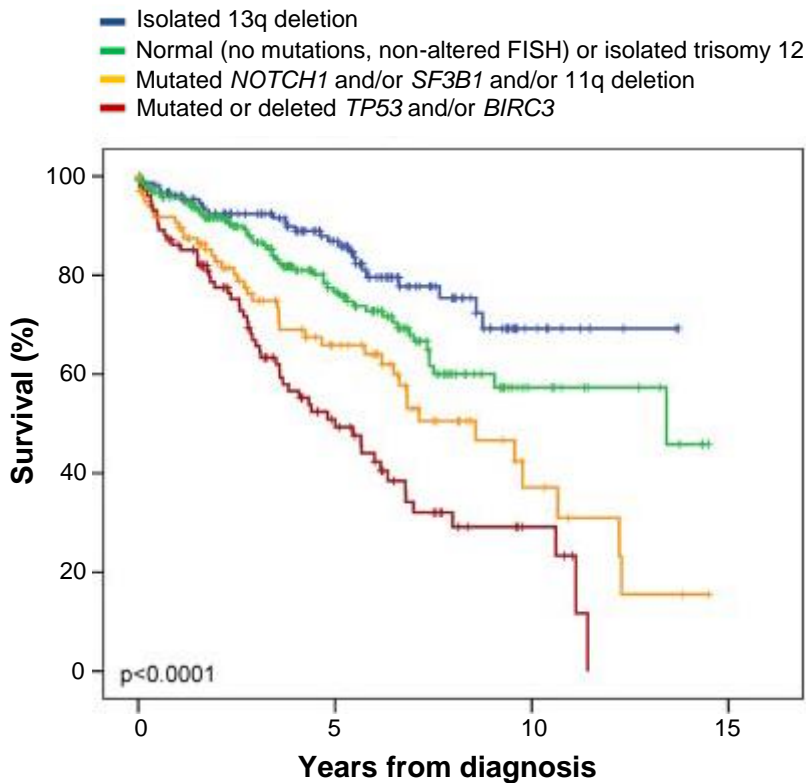 Isolated 13q deletion
Normal (no mutations, non-altered FISH) or isolated trisomy 12
Mutated NOTCH1 and/or SF3B1 and/or 11q deletion
Mutated or deleted TP53 and/or BIRC3
100
80
60
40
20
0
Survival (%)
p<0.0001
0
5
10
15
Years from diagnosis